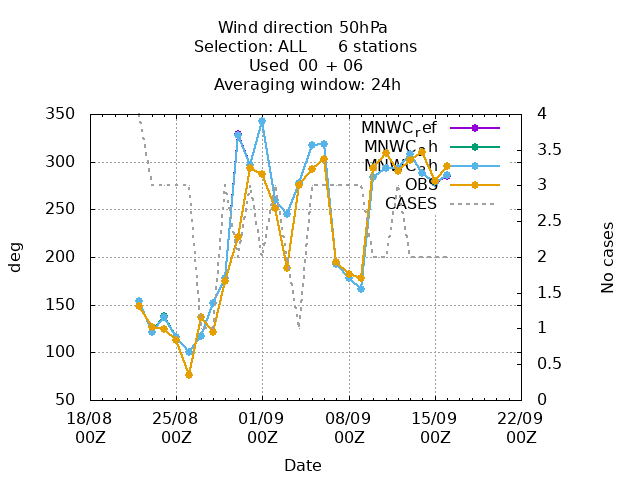 Wind direction 50hPa
Selection: ALL 6 stations
Used 00 + 06
Averaging window: 24h
350
300
250
200
150
100
50
deg
4
3.5
3
2.5
2
1.5
1
0.5
0
No cases
MNWC_ref
MNWC_ h
MNWC_ h
OBS
CASES
18/08 25/08 01/09 08/09 15/09 22/09
00Z 00Z 00Z 00Z 00Z 00Z
Date